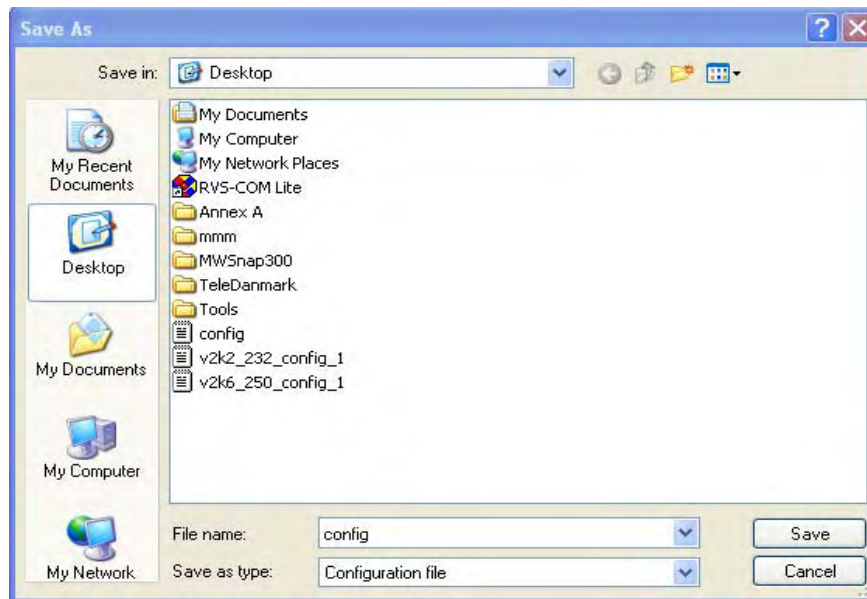 Save As
Save in:
Desktop
My Recent
Documents
Desktop
My Documents
My Computer
My Network
My Documents
My Computer
My Network Places
RVS-COM Lite
Annex A
mmm
MWSnap300
TeleDanmark
Tools
config
v2k2_232_config_1
v2k6_250_config_1
File name:
config
Save
Save as type:
Configuration file
Cancel